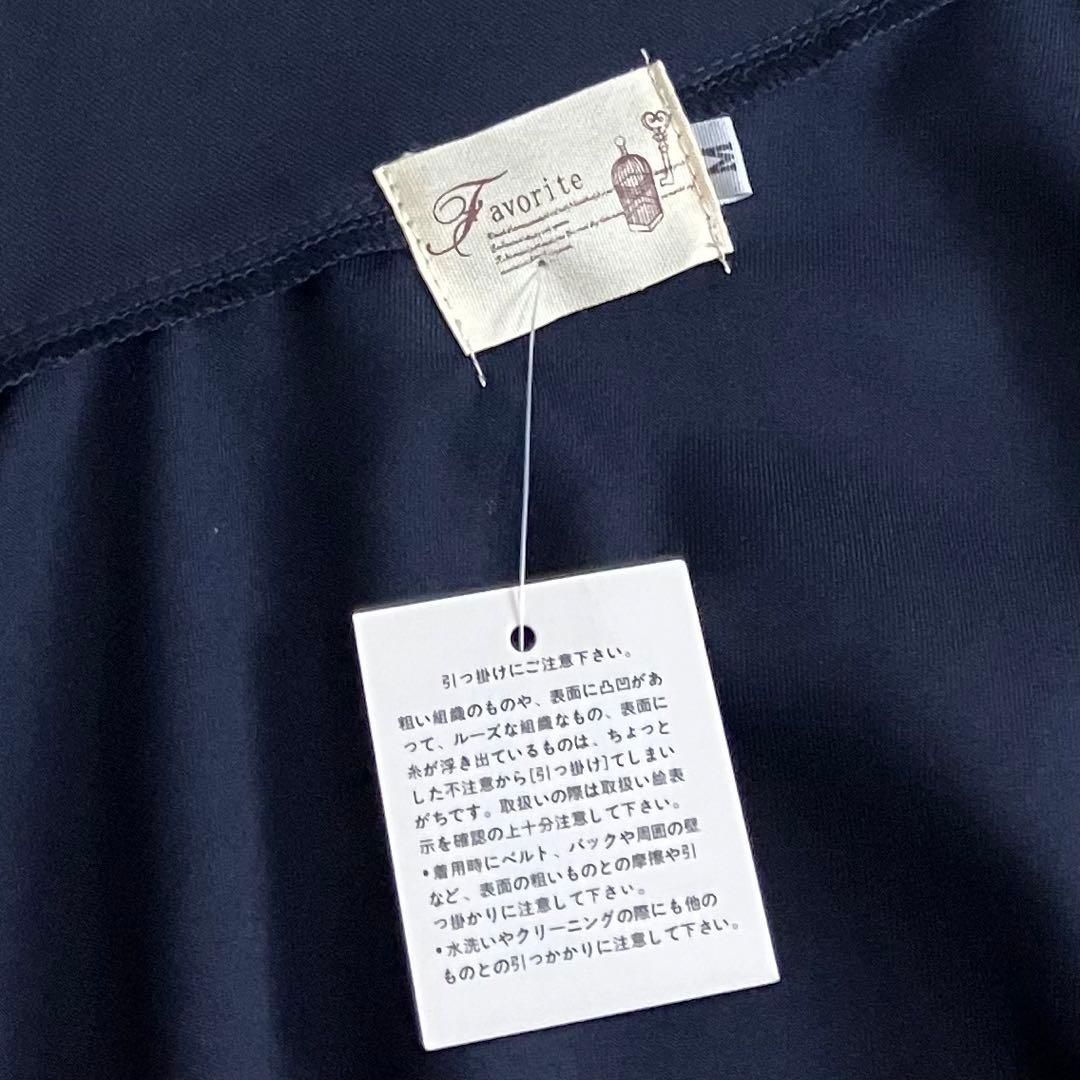 Favorite
M
引っ掛けにご注意下さい。
粗い組織のものや、表面に凸凹があ
って、ルーズな組織なもの、表面に
糸が浮き出ているものは、ちょっと
した不注意から[引っ掛け]てしまい
がちです。取扱いの際は取扱い絵表
示を確認の上十分注意して下さい。
•着用時にベルト、バックや周囲の壁
など、表面の粗いものとの摩擦や引
っ掛かりに注意して下さい。
•水洗いやクリーニングの際にも他の
ものとの引っかかりに注意して下さい。